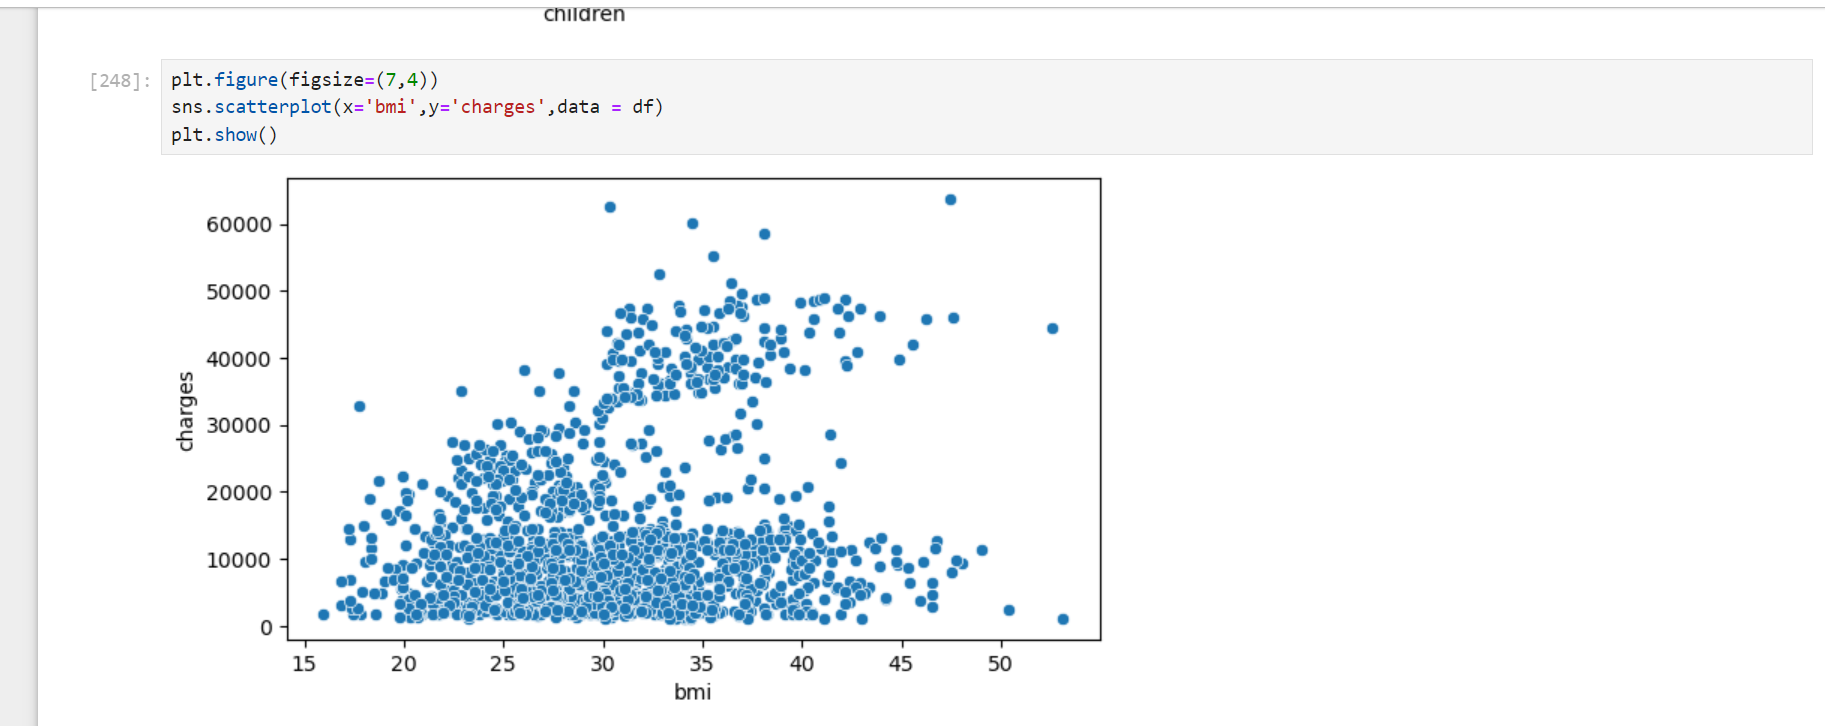 children
[248]:
plt.figure(figsize=(7,4))
sns.scatterplot(x='bmi',y='charges',data = df)
plt.show()
60000
50000
40000
30000
20000
10000
0
charges
15 20 25 30 35 40 45 50
bmi